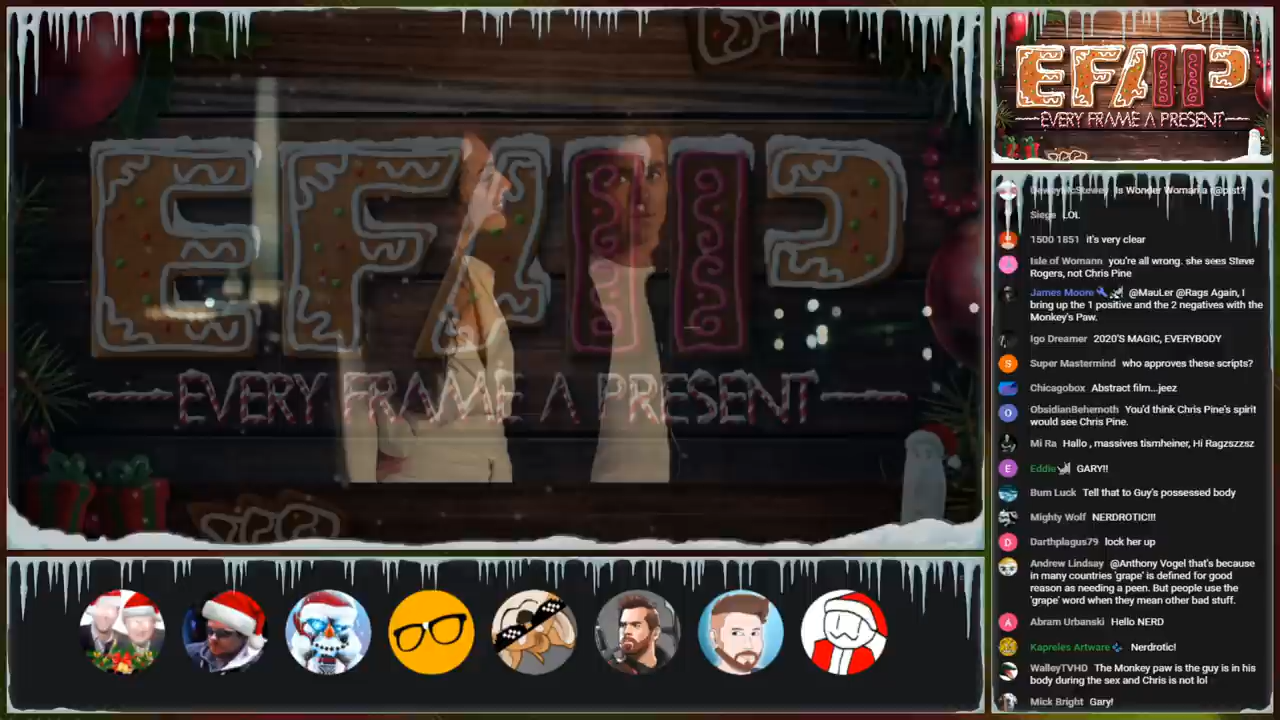 EFAIIP
EVERY FRAME A PRESENT
EFAIIP
EVERY FRAME A PRESENT
DeweyMcStewey Is Wonder Woman a r@pist?
Siege LOL
1500 1851 it's very clear
Isle of Womann you're all wrong. she sees Steve
Rogers, not Chris Pine
James Moore @MauLer @Rags Again, I
bring up the 1 positive and the 2 negatives with the
Monkey's Paw.
Igo Dreamer 2020'S MAGIC, EVERYBODY
S Super Mastermind who approves these scripts?
Chicagobox Abstract film...jeez
O ObsidianBehemoth You'd think Chris Pine's spirit
would see Chris Pine.
Mi Ra Hallo , massives tismheiner, Hi Ragzszzsz
E Eddie GARY!!
Bum Luck Tell that to Guy's possessed body
Mighty Wolf NERDROTIC!!!
D Darthplagus79 lock her up
Andrew Lindsay @Anthony Vogel that's because
in many countries 'grape' is defined for good
reason as needing a peen. But people use the
'grape' word when they mean other bad stuff.
A Abram Urbanski Hello NERD
Kapreles Artware Nerdrotic!
WalleyTVHD The Monkey paw is the guy is in his
body during the sex and Chris is not lol
Mick Bright Gary!